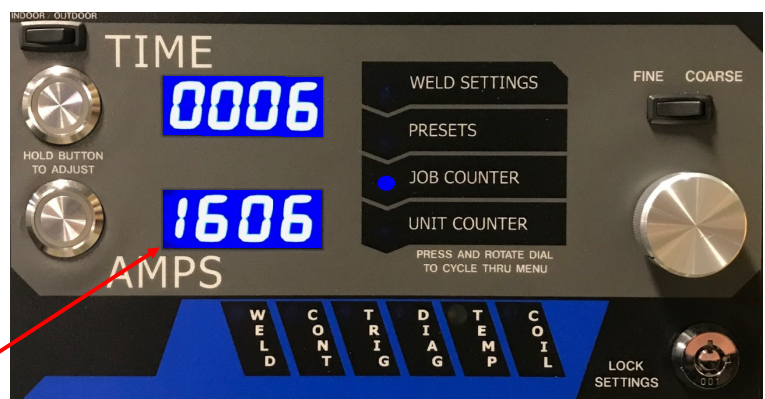 INDOOR / OUTDOOR
TIME
0006
HOLD BUTTON
TO ADJUST
1606
AMPS
WELD SETTINGS
PRESETS
JOB COUNTER
UNIT COUNTER
PRESS AND ROTATE DIAL
TO CYCLE THRU MENU
FINE COARSE
WELD
CONT
TRIG
DIAG
TEMP
COIL
LOCK
SETTINGS
001